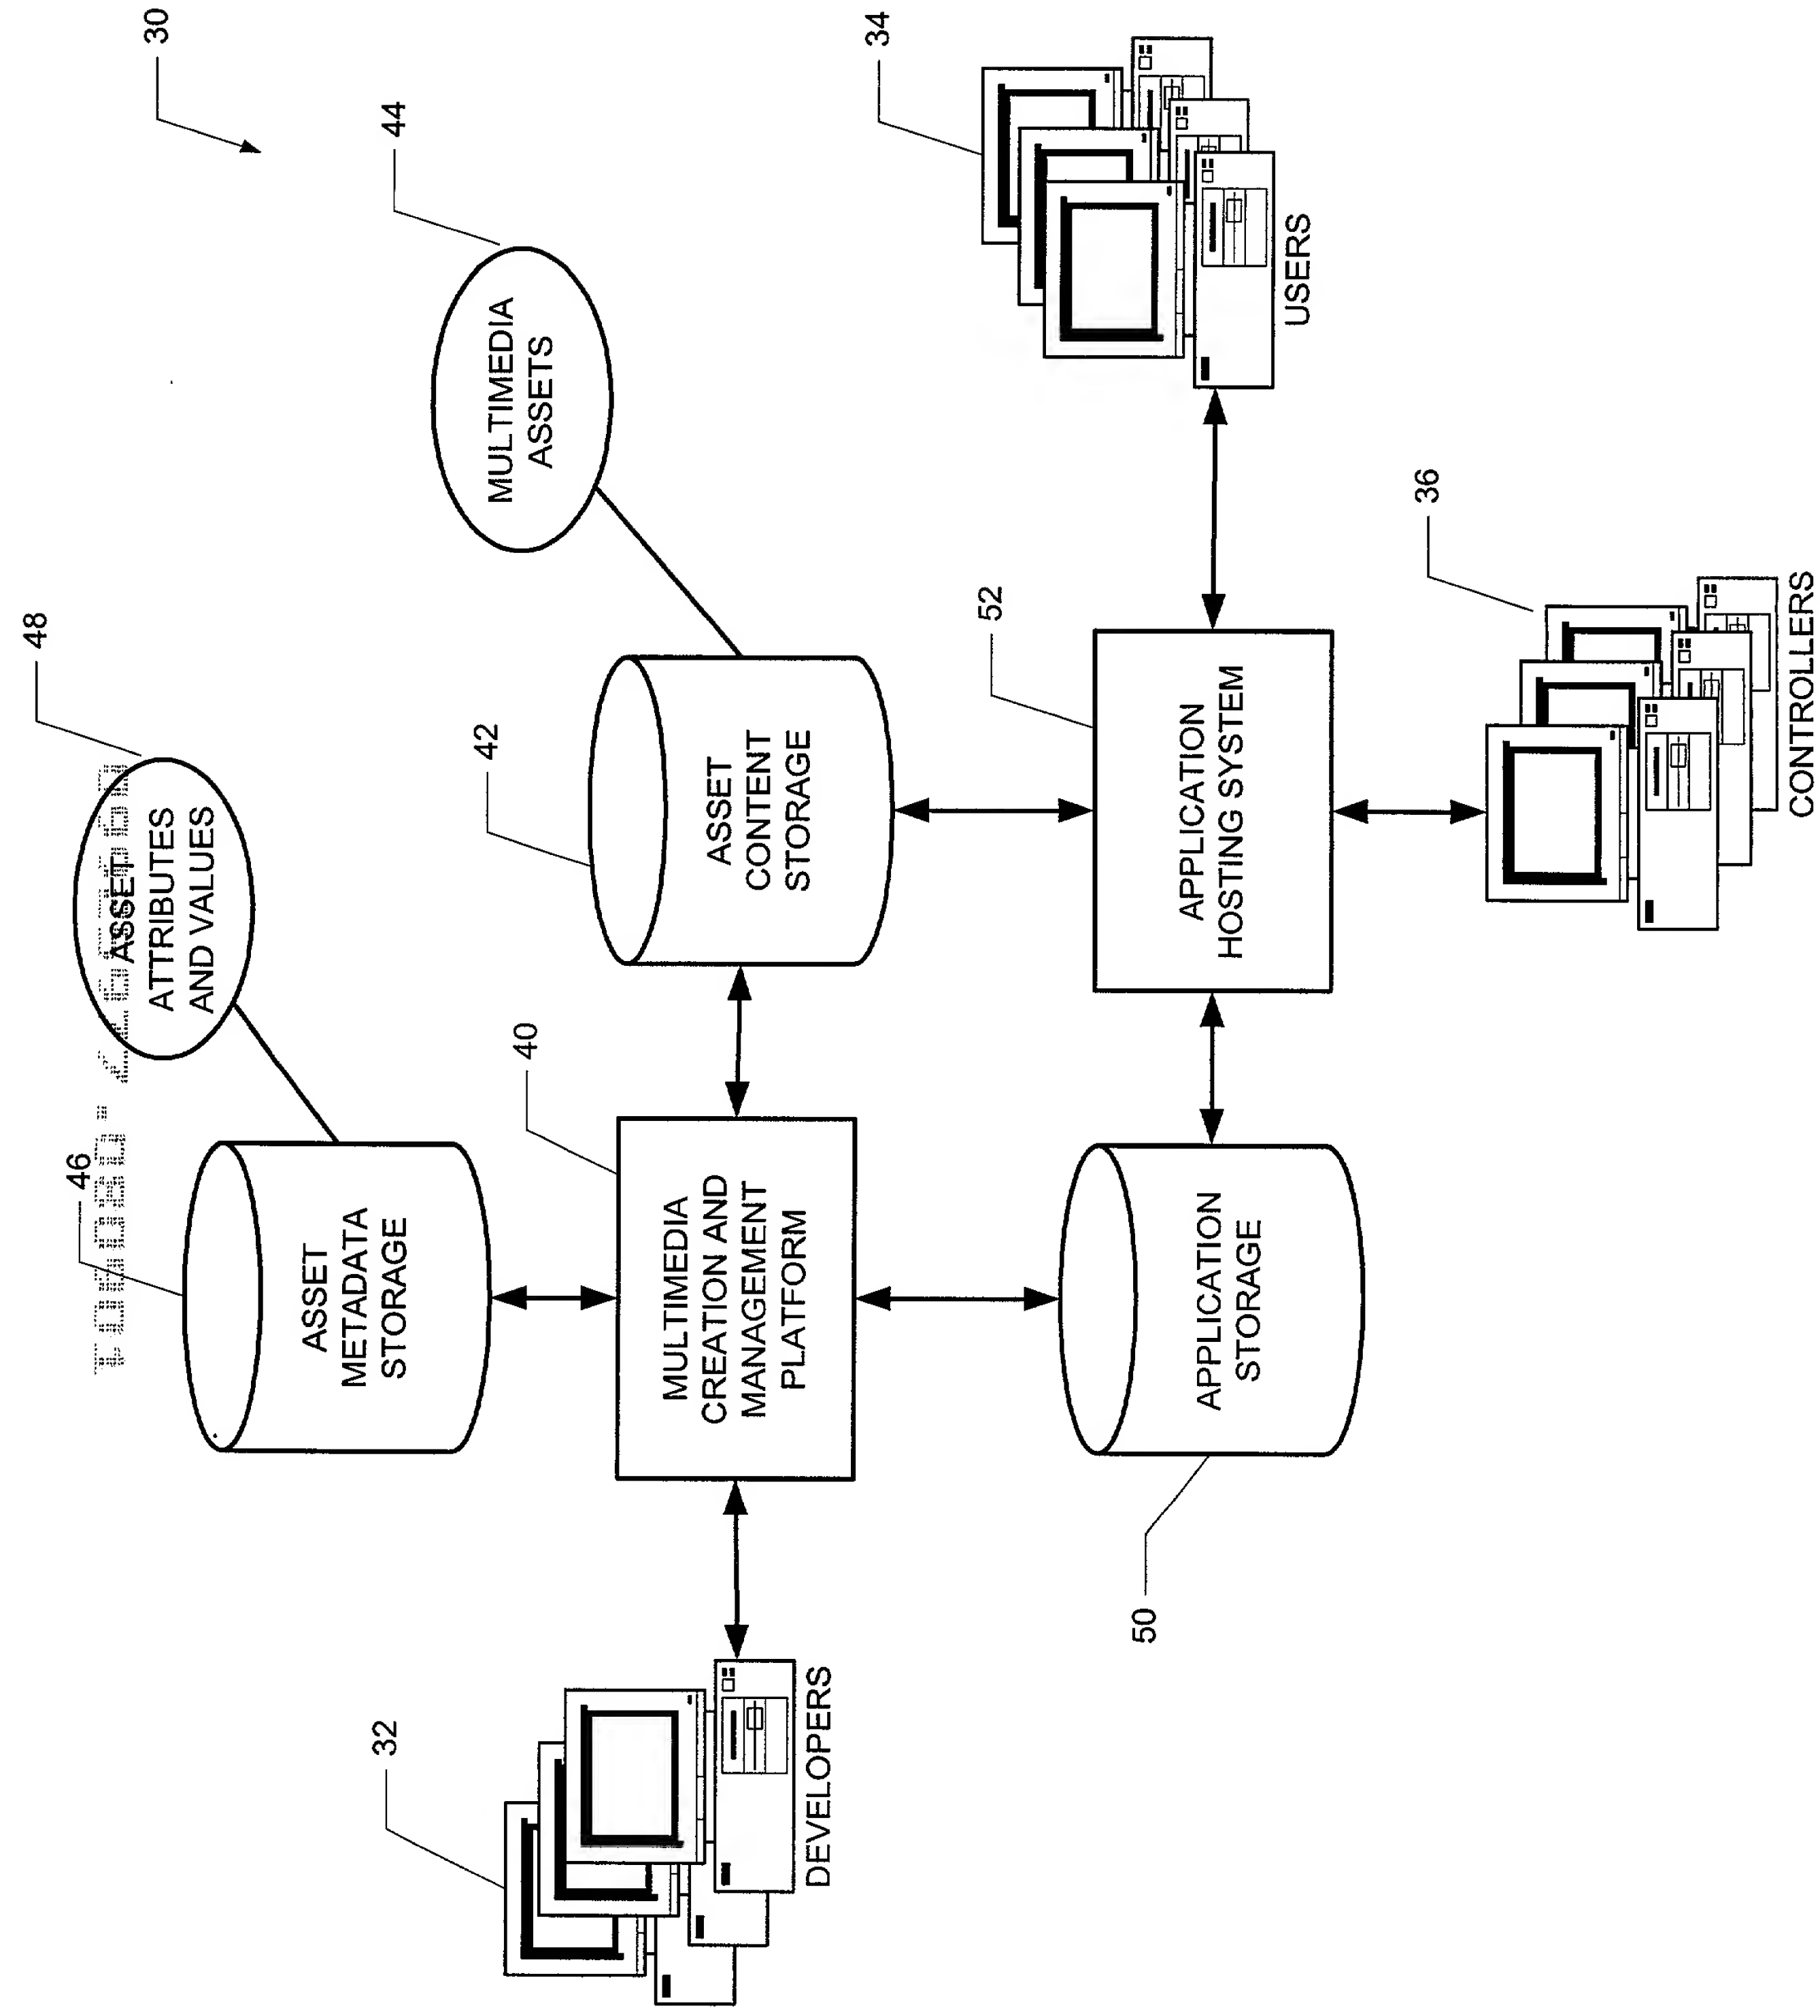 30
48
44
ASSET
ATTRIBUTES
AND VALUES
MULTIMEDIA
ASSETS
46
ASSET
METADATA
STORAGE
42
ASSET
CONTENT
STORAGE
34
USERS
32
DEVELOPERS
40
MULTIMEDIA
CREATION AND
MANAGEMENT
PLATFORM
52
APPLICATION
HOSTING SYSTEM
36
CONTROLLERS
50
APPLICATION
STORAGE